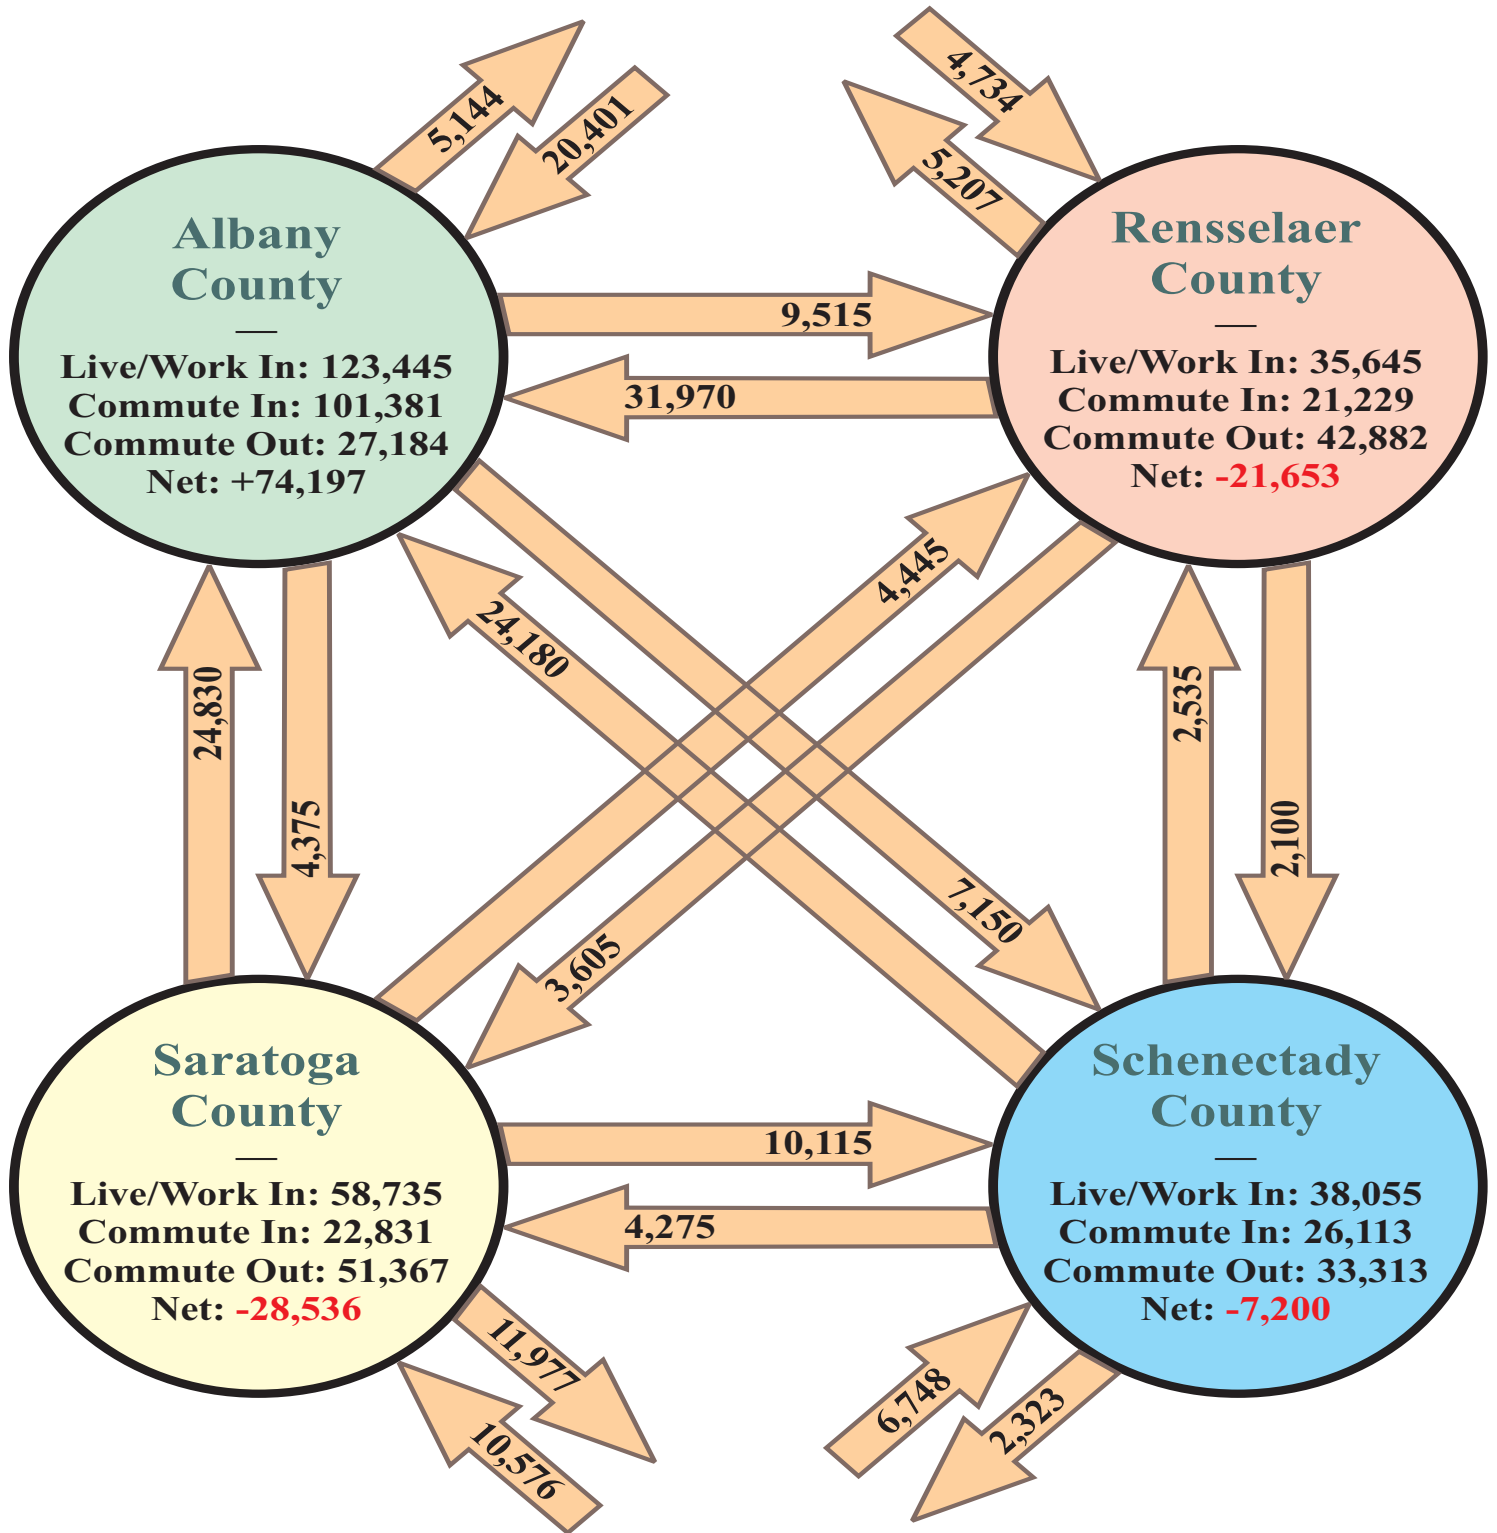 5,144
20,401
4,734
5,207
Albany
County
Live/Work In: 123,445
Commute In: 101,381
Commute Out: 27,184
Net: +74,197
Rensselaer
County
Live/Work In: 35,645
Commute In: 21,229
Commute Out: 42,882
Net: -21,653
9,515
31,970
4,445
24,180
24,830
4,375
2,535
2,100
7,150
3,605
Saratoga
County
Live/Work In: 58,735
Commute In: 22,831
Commute Out: 51,367
Net: -28,536
Schenectady
County
Live/Work In: 38,055
Commute In: 26,113
Commute Out: 33,313
Net: -7,200
10,115
4,275
11,977
10,576
6,748
2,323